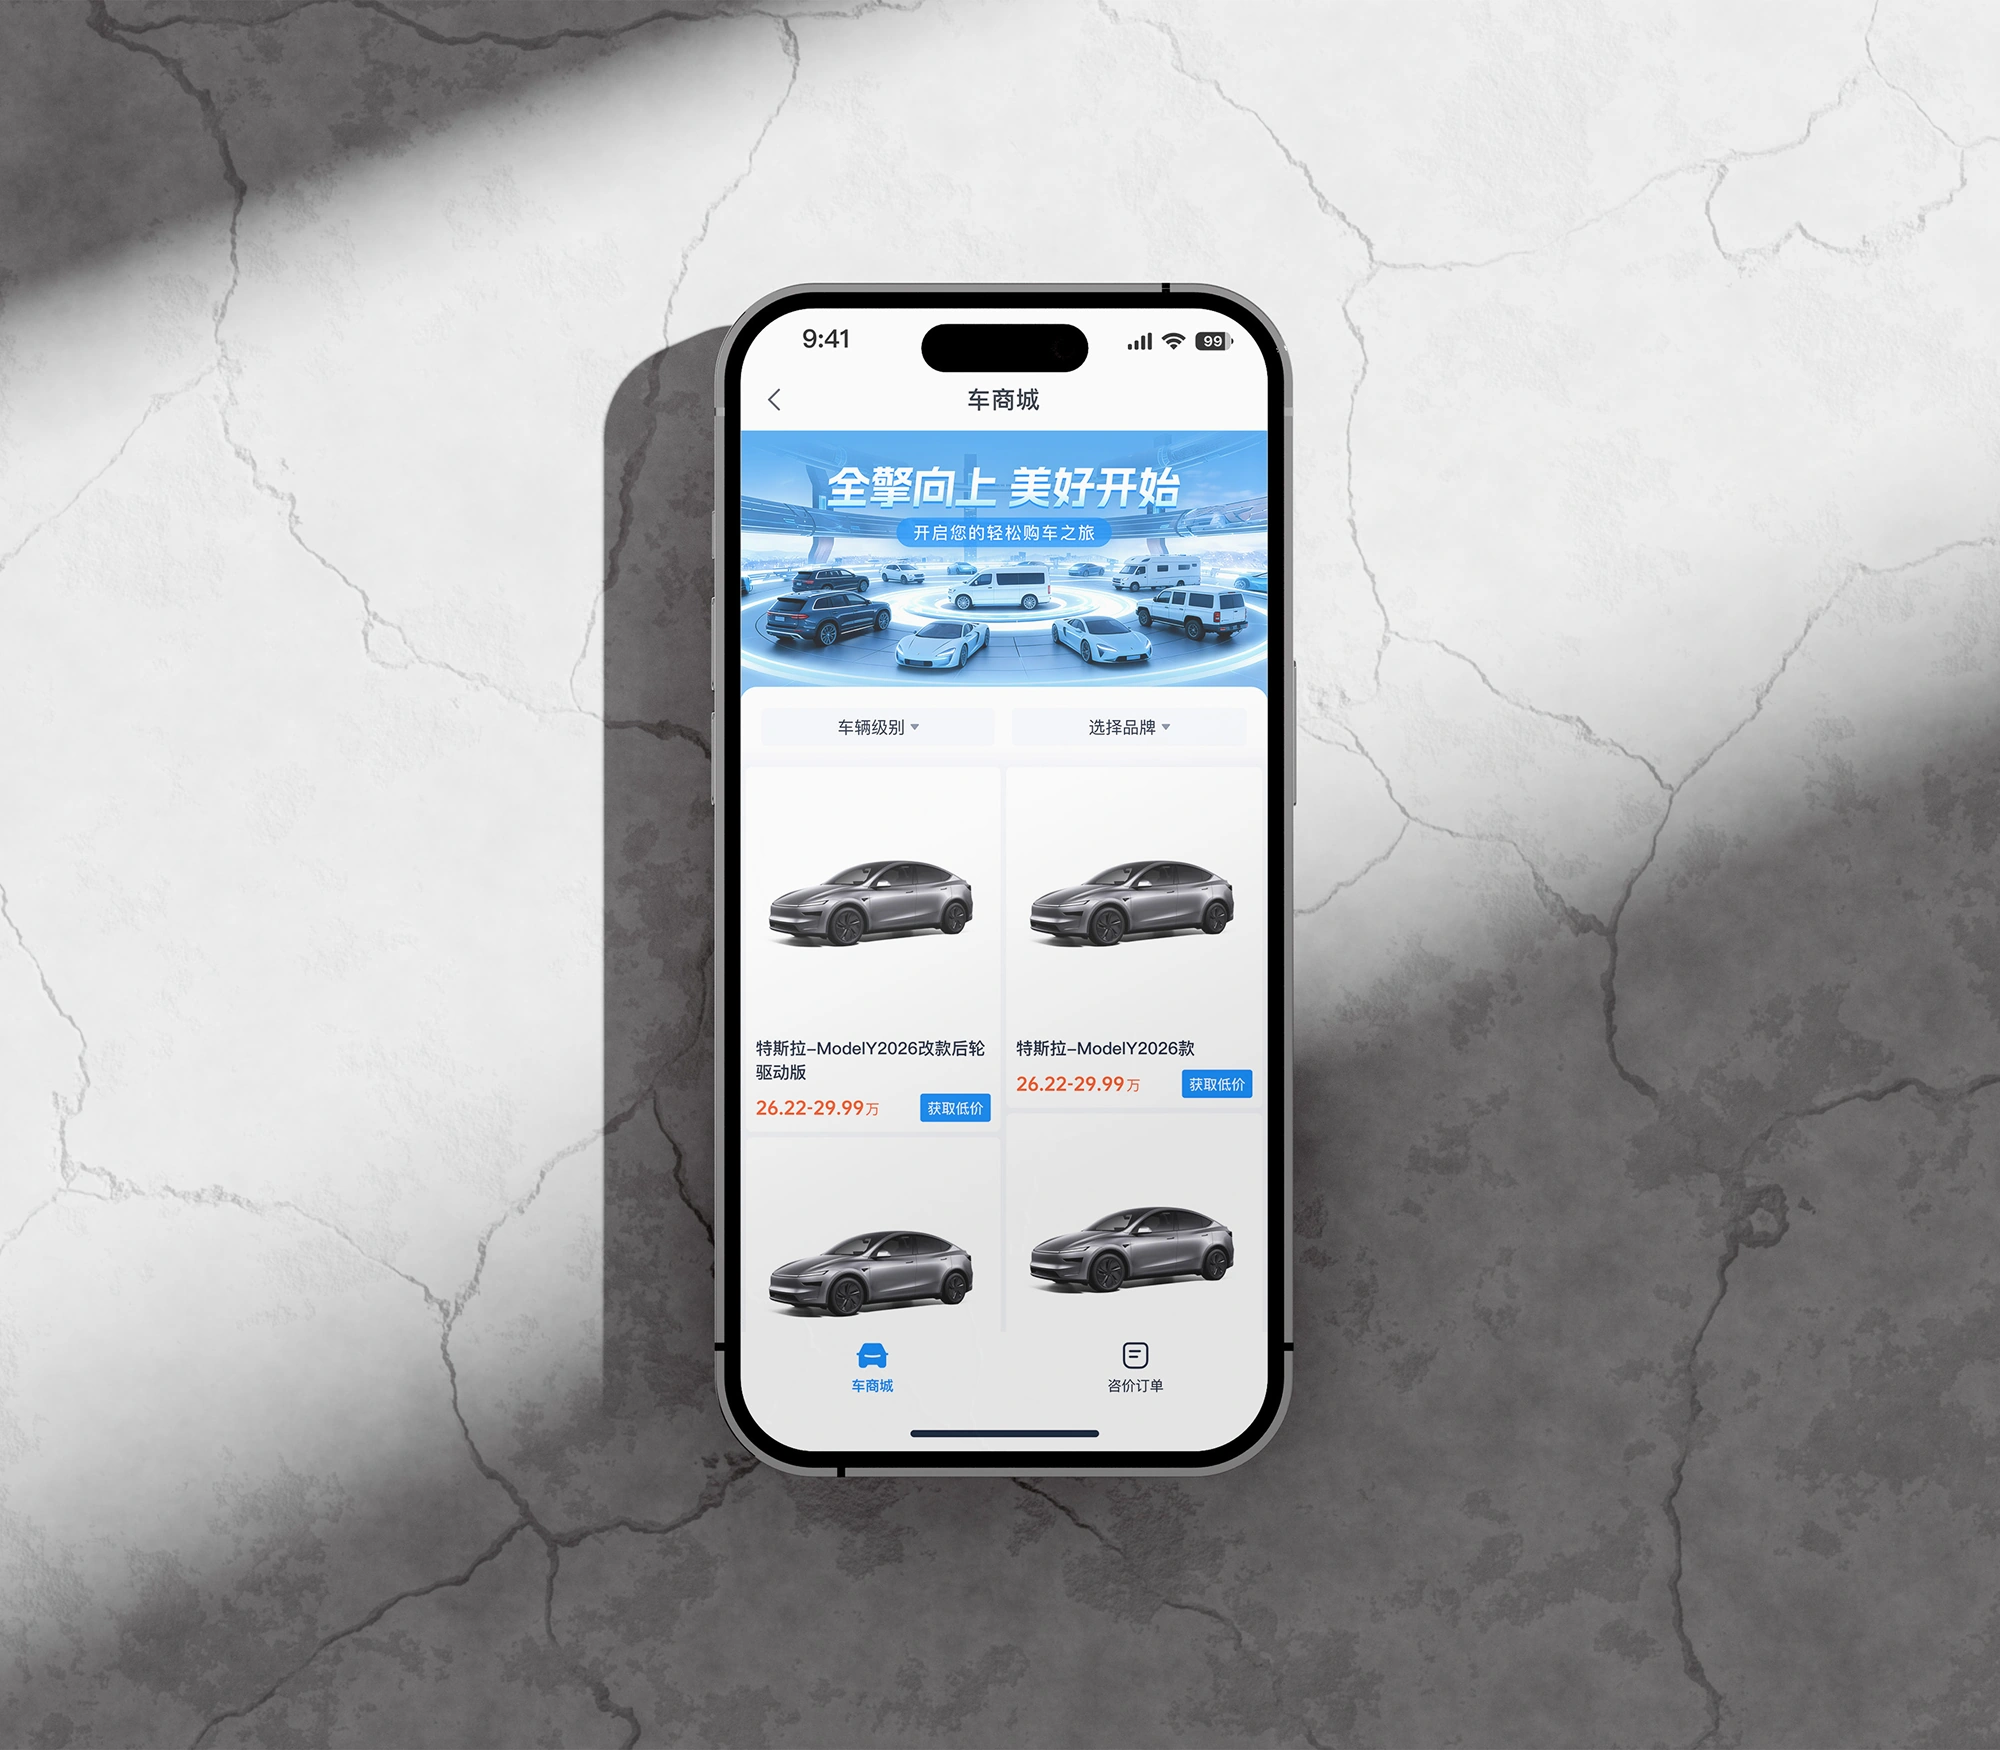 9:41
99
车商城
全擎向上 美好开始
开启您的轻松购车之旅
车辆级别
选择品牌
特斯拉-ModelY2026改款后轮
驱动版
26.22-29.99万
获取低价
特斯拉-ModelY2026款
26.22-29.99万
获取低价
车商城
咨价订单